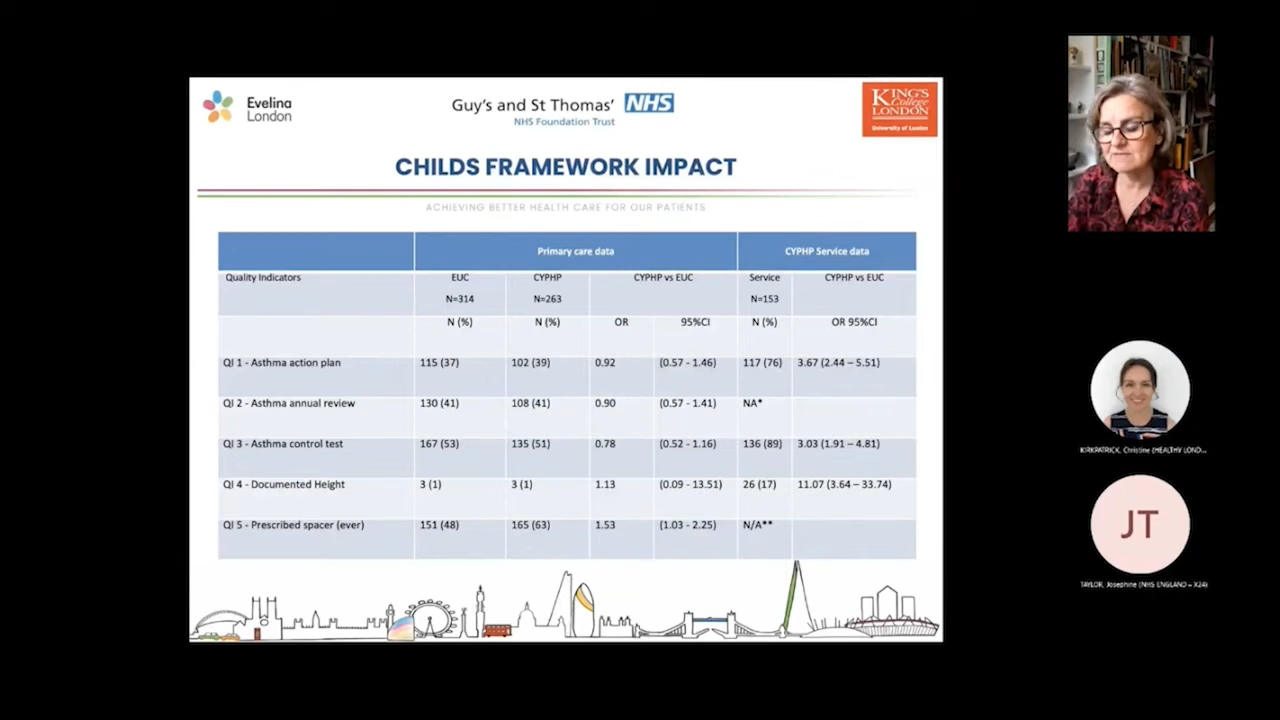 Evelina
London
Guy's and St Thomas' NHS
NHS Foundation Trust
KING'S
College
LONDON
University of London
CHILDS FRAMEWORK IMPACT
ACHIEVING BETTER HEALTH CARE FOR OUR PATIENTS
Primary care data CYPHP Service data
Quality Indicators EUC CYPHP CYPHP vs EUC Service CYPHP vs EUC
N=314 N=263 N=153
N (%) N (%) OR 95%CI N (%) OR 95%CI
QI 1 - Asthma action plan 115 (37) 102 (39) 0.92 (0.57 - 1.46) 117 (76) 3.67 (2.44 – 5.51)
QI 2 - Asthma annual review 130 (41) 108 (41) 0.90 (0.57 - 1.41) NA*
QI 3 - Asthma control test 167 (53) 135 (51) 0.78 (0.52 - 1.16) 136 (89) 3.03 (1.91 – 4.81)
QI 4 - Documented Height 3 (1) 3 (1) 1.13 (0.09 - 13.51) 26 (17) 11.07 (3.64 – 33.74)
QI 5 - Prescribed spacer (ever) 151 (48) 165 (63) 1.53 (1.03 - 2.25) N/A**
KIRKPATRICK, Christine (HEALTHY LOND...
JT
TAYLOR, Josephine (NHS ENGLAND – X24)